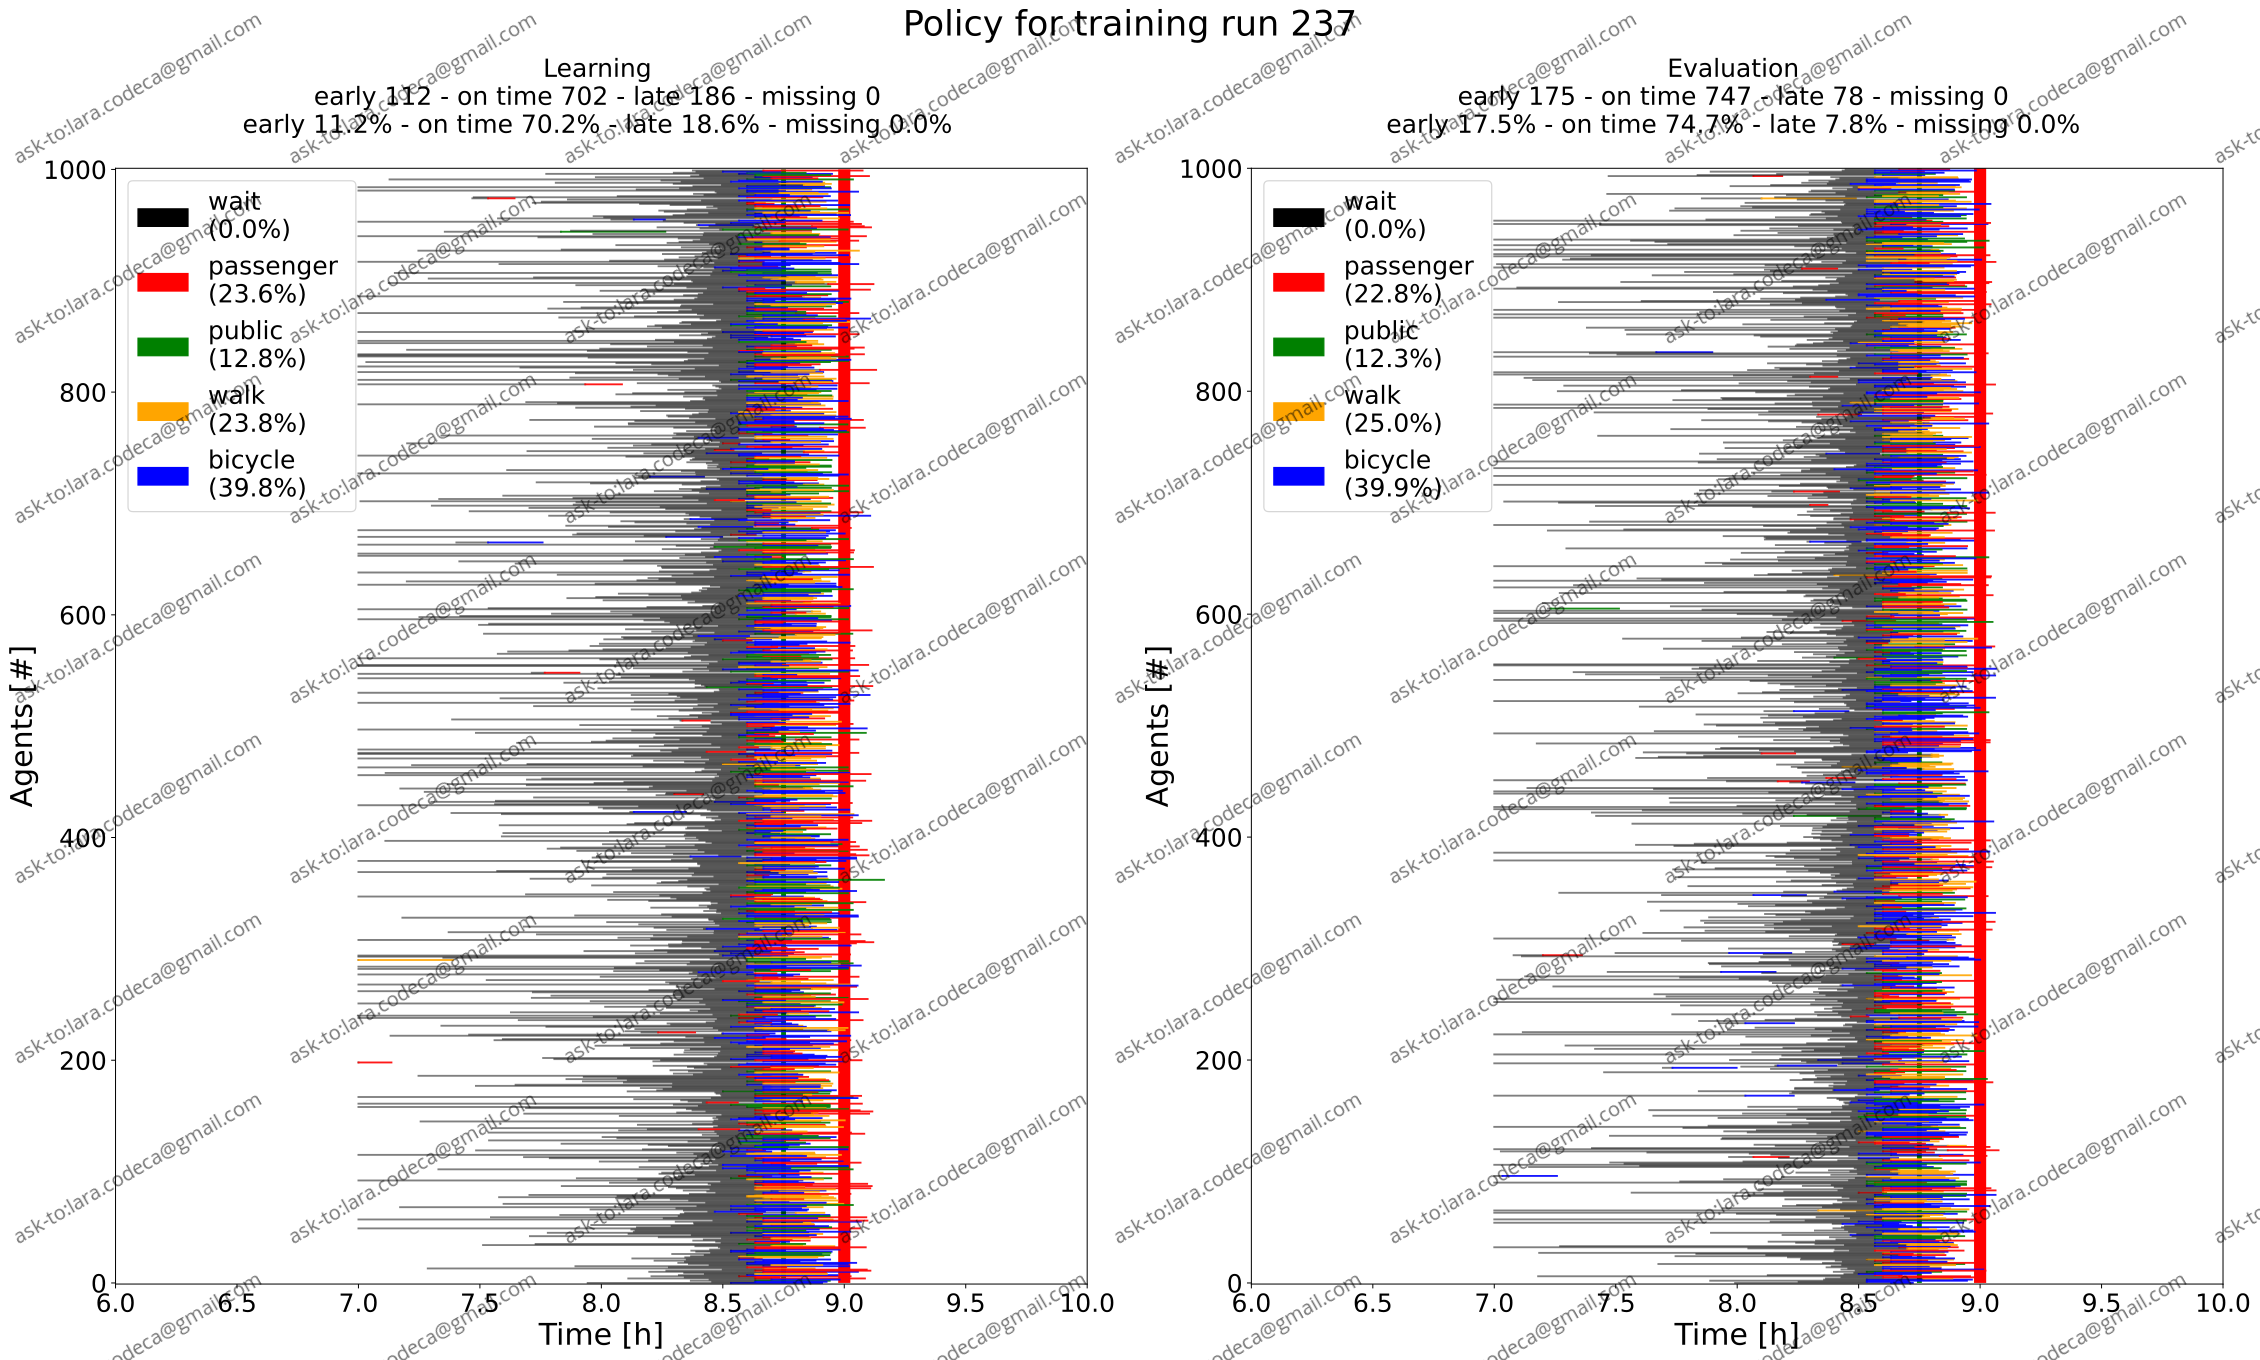 Policy for training run 237
Learning
early 112 - on time 702 - late 186 - missing 0
early 11.2% - on time 70.2% - late 18.6% - missing 0.0%
1000
800
600
400
200
0
Agents [#]
wait
(0.0%)
passenger
(23.6%)
public
(12.8%)
walk
(23.8%)
bicycle
(39.8%)
6.0 6.5 7.0 7.5 8.0 8.5 9.0 9.5 10.0
Time [h]
Evaluation
early 175 - on time 747 - late 78 - missing 0
early 17.5% - on time 74.7% - late 7.8% - missing 0.0%
1000
800
600
400
200
0
Agents [#]
wait
(0.0%)
passenger
(22.8%)
public
(12.3%)
walk
(25.0%)
bicycle
(39.9%)
6.0 6.5 7.0 7.5 8.0 8.5 9.0 9.5 10.0
Time [h]
ask-to:lara.codeca@gmail.com